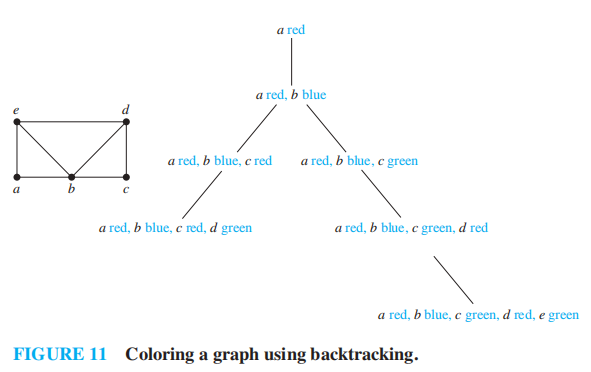 a red
a red, b blue
e
d
a
b
c
a red, b blue, c red
a red, b blue, c green
a red, b blue, c red, d green
a red, b blue, c green, d red
a red, b blue, c green, d red, e green
FIGURE 11 Coloring a graph using backtracking.